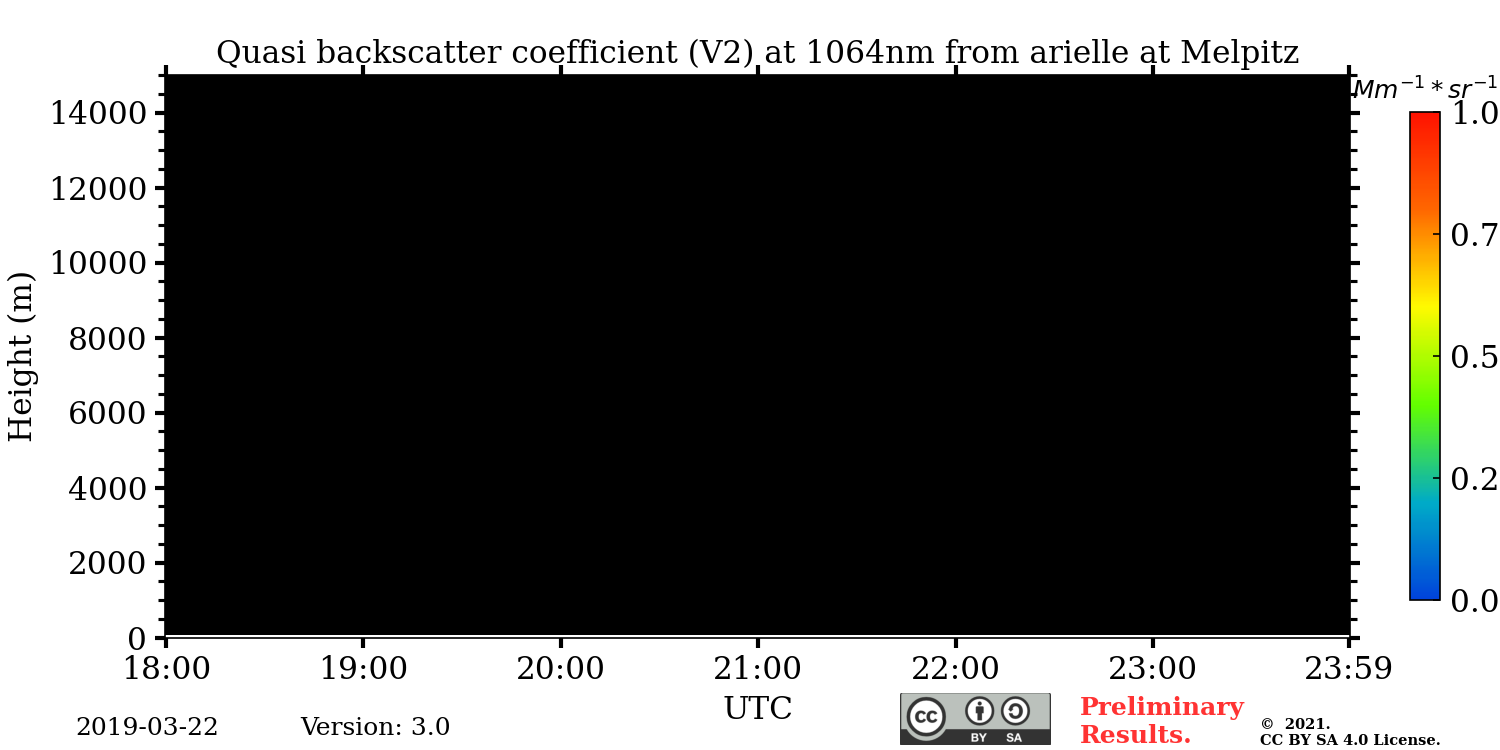 Quasi backscatter coefficient (V2) at 1064nm from arielle at Melpitz
Mm⁻¹ * sr⁻¹
14000
12000
10000
8000
6000
4000
2000
0
Height (m)
1.0
0.7
0.5
0.2
0.0
18:00 19:00 20:00 21:00 22:00 23:00 23:59
UTC
2019-03-22 Version: 3.0
cc BY SA
Preliminary
Results.
© 2021.
CC BY SA 4.0 License.